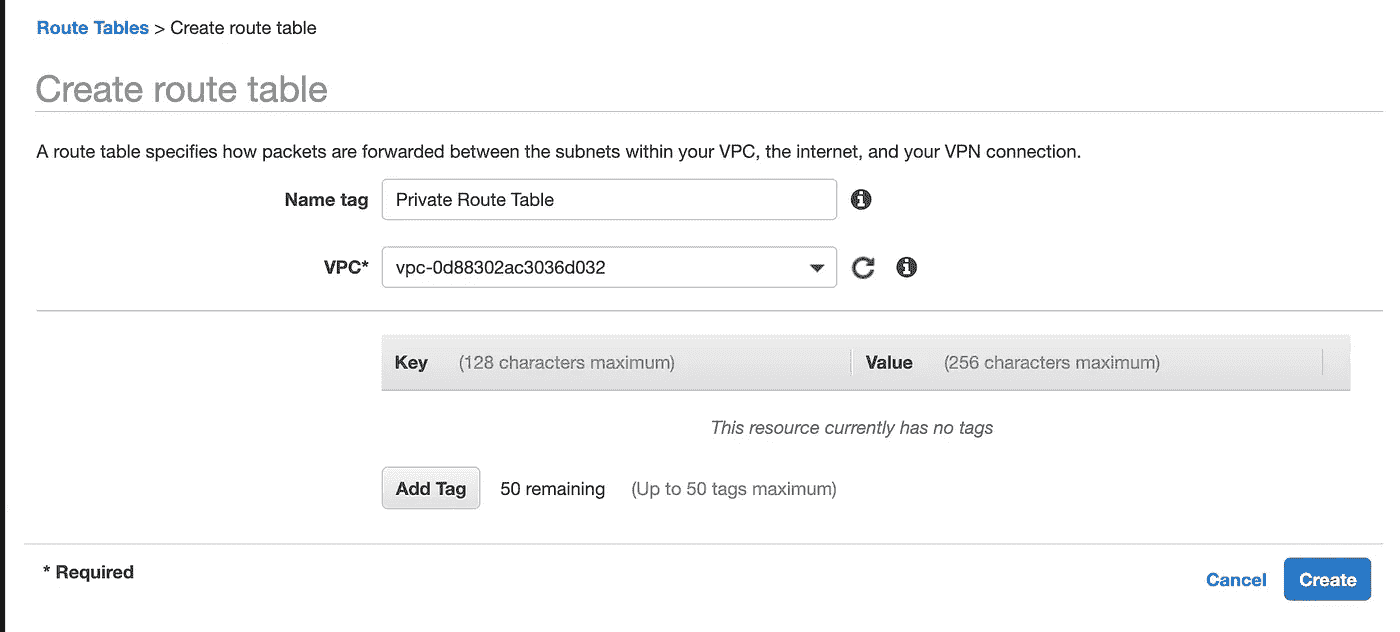 Route Tables > Create route table
Create route table
A route table specifies how packets are forwarded between the subnets within your VPC, the internet, and your VPN connection.
Name tag Private Route Table
VPC* vpc-0d88302ac3036d032
Key (128 characters maximum) Value (256 characters maximum)
This resource currently has no tags
Add Tag 50 remaining (Up to 50 tags maximum)
* Required Cancel Create